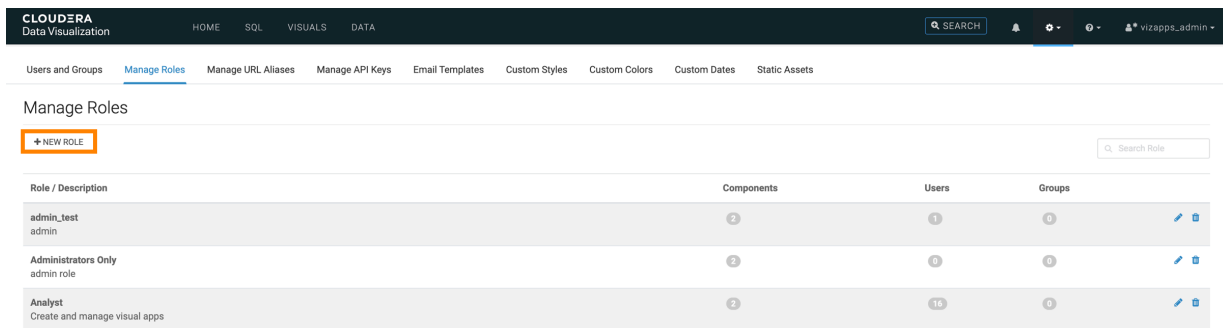 CLOUDERA
Data Visualization
HOME SQL VISUALS DATA
SEARCH
vizapps_admin
Users and Groups Manage Roles Manage URL Aliases Manage API Keys Email Templates Custom Styles Custom Colors Custom Dates Static Assets
Manage Roles
+ NEW ROLE
Search Role
Role / Description Components Users Groups
admin_test
admin
2 1 0
Administrators Only
admin role
2 0 0
Analyst
Create and manage visual apps
2 16 0